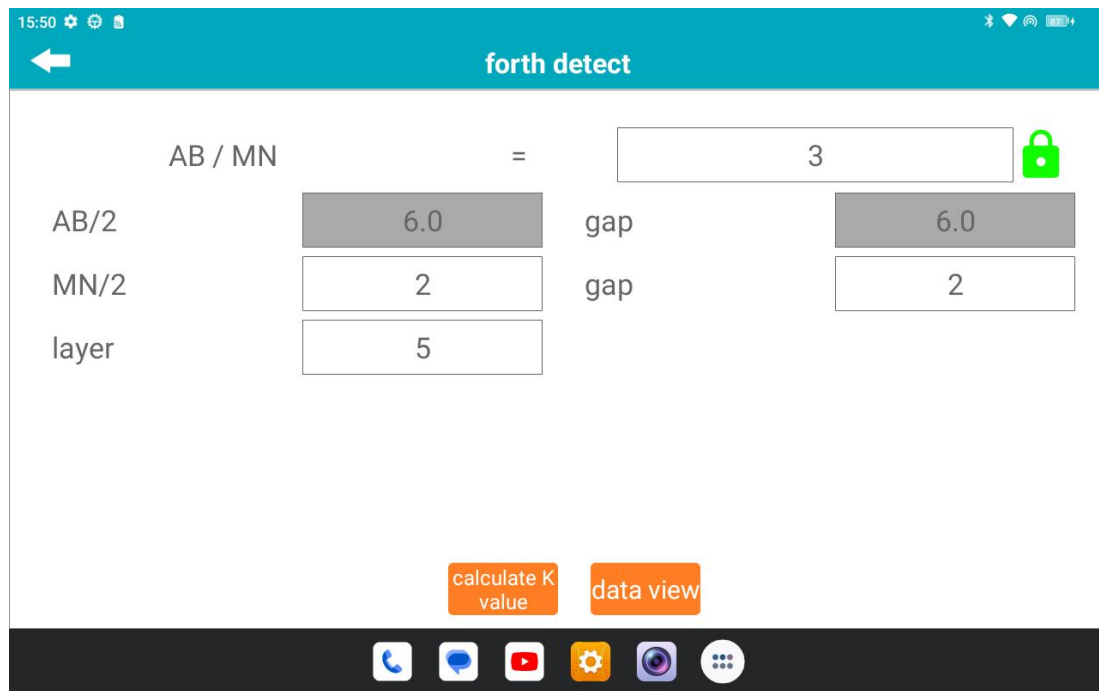 15:50
87
forth detect
AB / MN = 3
AB/2 6.0 gap 6.0
MN/2 2 gap 2
layer 5
calculate K
value
data view